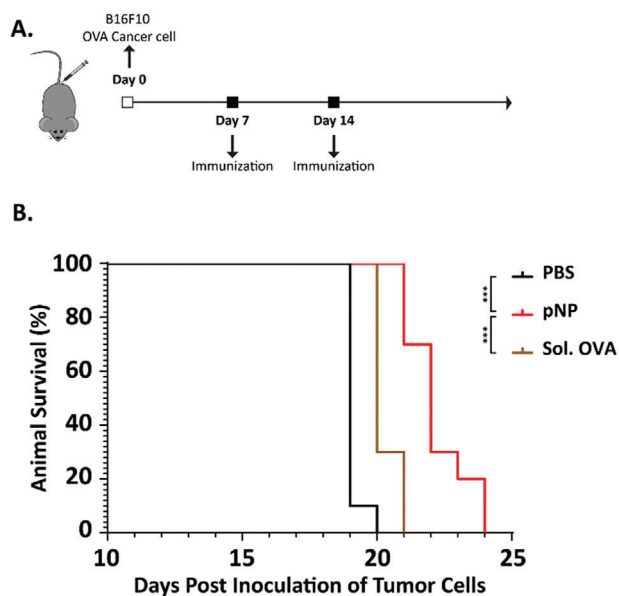 A.
B16F10
OVA Cancer cell
Day 0
Day 7
Day 14
Immunization
Immunization
B.
100
80
60
40
20
0
Animal Survival (%)
10
15
20
25
Days Post Inoculation of Tumor Cells
PBS
***
pNP
***
Sol. OVA